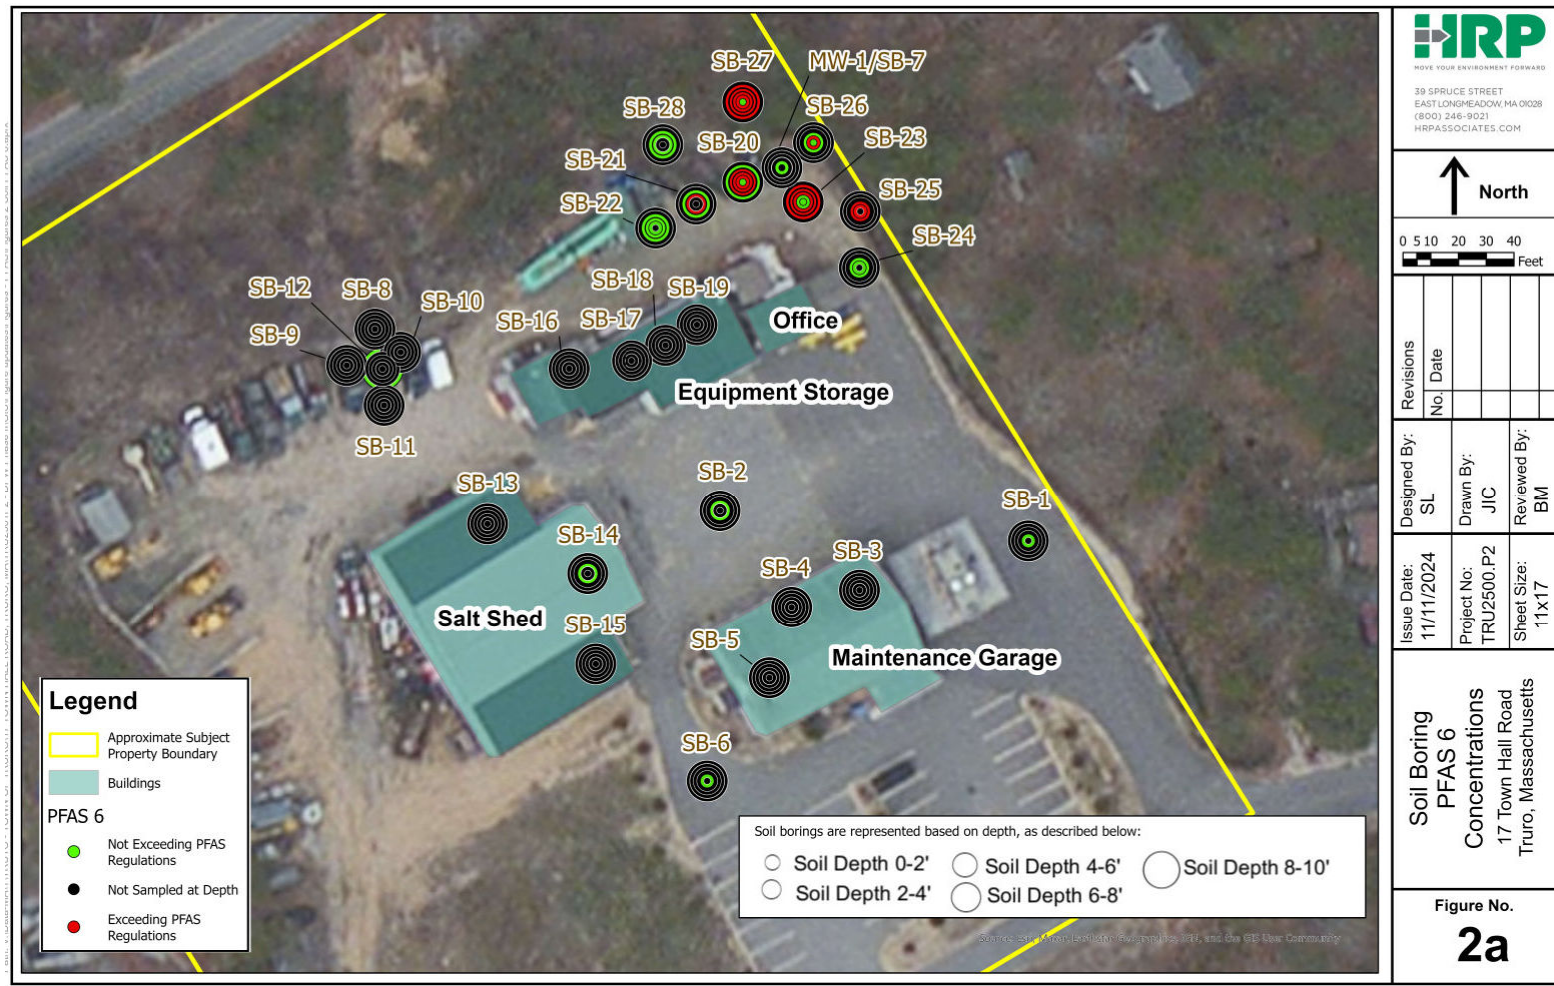 SB-27
MW-1/SB-7
SB-28
SB-26
SB-20
SB-23
SB-21
SB-22
SB-25
SB-24
SB-12
SB-8
SB-10
SB-9
SB-18
SB-19
SB-16
SB-17
Office
Equipment Storage
SB-11
SB-13
SB-2
SB-1
SB-14
SB-4
SB-3
Salt Shed
SB-15
SB-5
Maintenance Garage
SB-6
Legend
Approximate Subject
Property Boundary
Buildings
PFAS 6
Not Exceeding PFAS
Regulations
Not Sampled at Depth
Exceeding PFAS
Regulations
Soil borings are represented based on depth, as described below:
Soil Depth 0-2'
Soil Depth 4-6'
Soil Depth 8-10'
Soil Depth 2-4'
Soil Depth 6-8'
HRP
MOVE YOUR ENVIRONMENT FORWARD
39 SPRUCE STREET
EAST LONGMEADOW, MA 01028
(800) 246-9021
HRPASSOCIATES.COM
North
0 5 10 20 30 40
Feet
Revisions
No. Date
Designed By:
SL
Drawn By:
JIC
Reviewed By:
BM
Issue Date:
11/11/2024
Project No:
TRU2500.P2
Sheet Size:
11x17
Soil Boring
PFAS 6
Concentrations
17 Town Hall Road
Truro, Massachusetts
Figure No.
2a